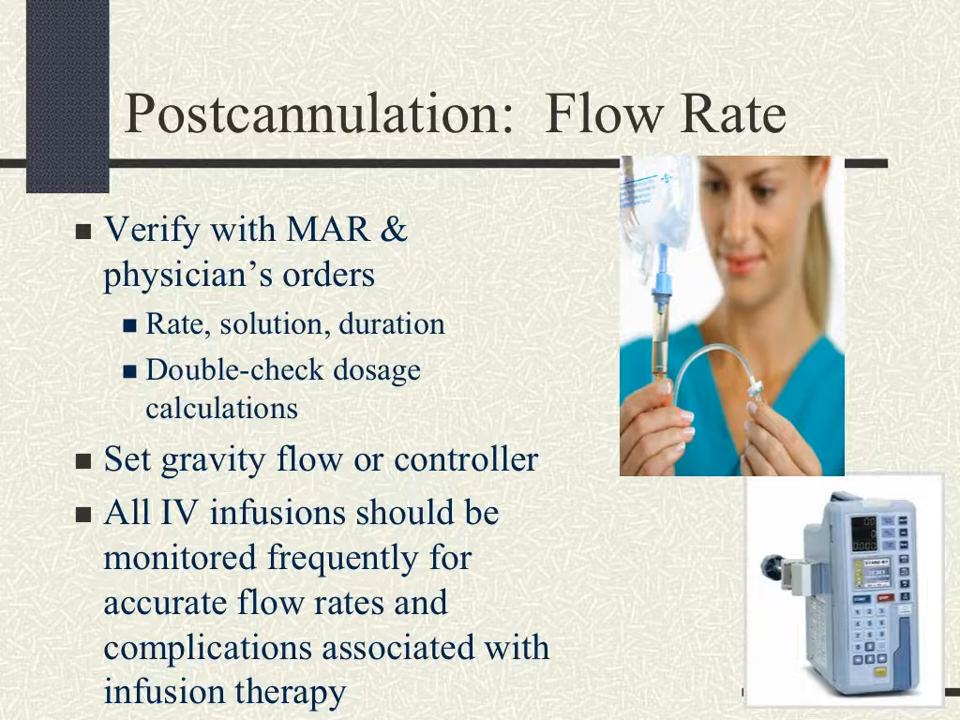 Postcannulation: Flow Rate
Verify with MAR &
physician’s orders
Rate, solution, duration
Double-check dosage
calculations
Set gravity flow or controller
All IV infusions should be
monitored frequently for
accurate flow rates and
complications associated with
infusion therapy